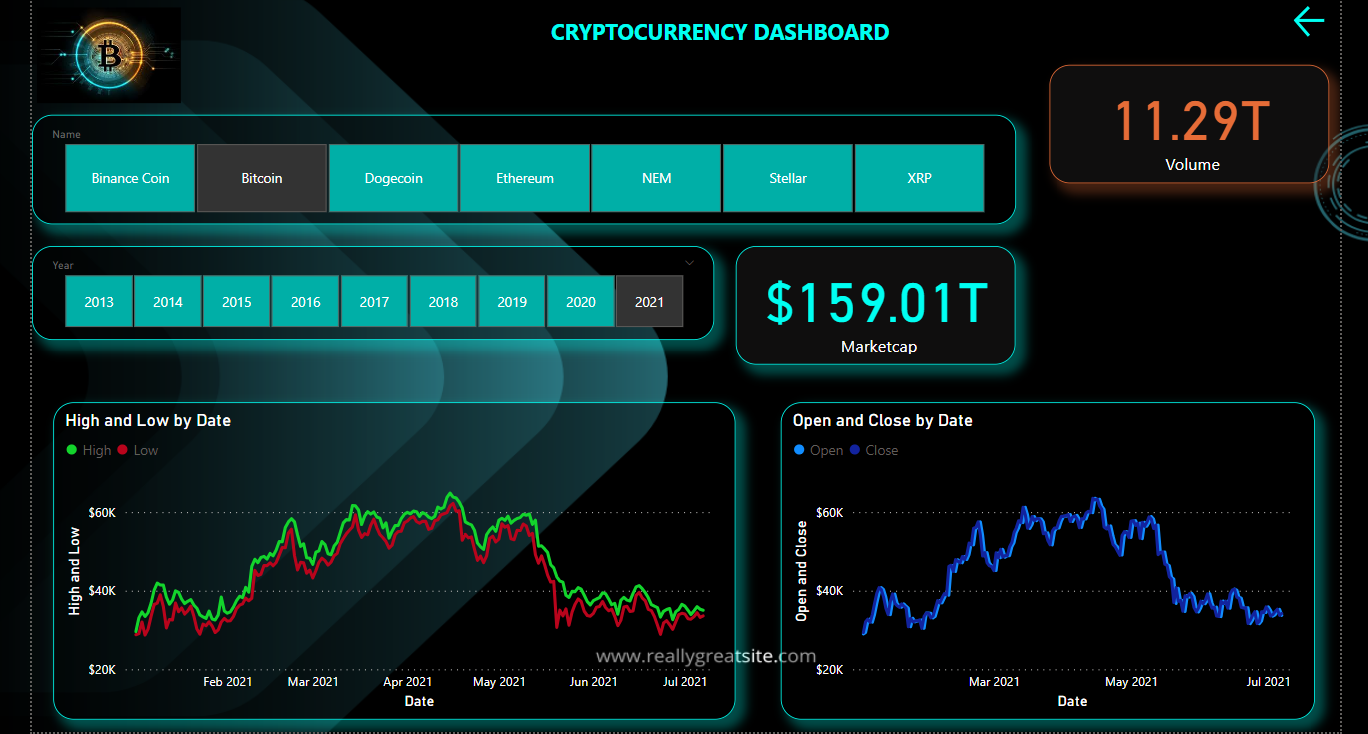 CRYPTOCURRENCY DASHBOARD
11.29T
Volume
Name
Binance Coin Bitcoin Dogecoin Ethereum NEM Stellar XRP
Year
2013 2014 2015 2016 2017 2018 2019 2020 2021
$159.01T
Marketcap
High and Low by Date
High Low
High and Low
$60K
$40K
$20K
Feb 2021 Mar 2021 Apr 2021 May 2021 Jun 2021 Jul 2021
Date
Open and Close by Date
Open Close
Open and Close
$60K
$40K
$20K
Mar 2021 May 2021 Jul 2021
Date
www.reallygreatsite.com